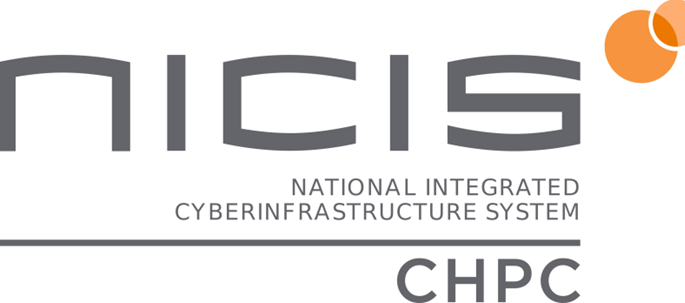 NICIS
NATIONAL INTEGRATED
CYBERINFRASTRUCTURE SYSTEM
CHPC